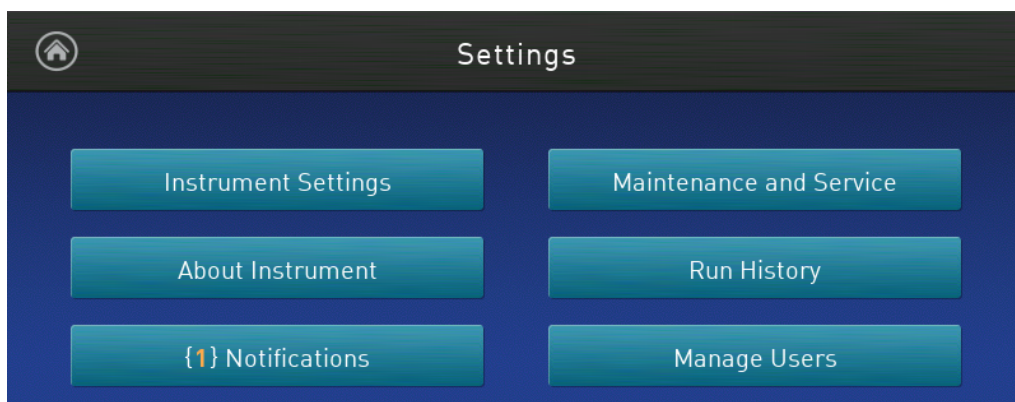 Settings
Instrument Settings
Maintenance and Service
About Instrument
Run History
{1} Notifications
Manage Users